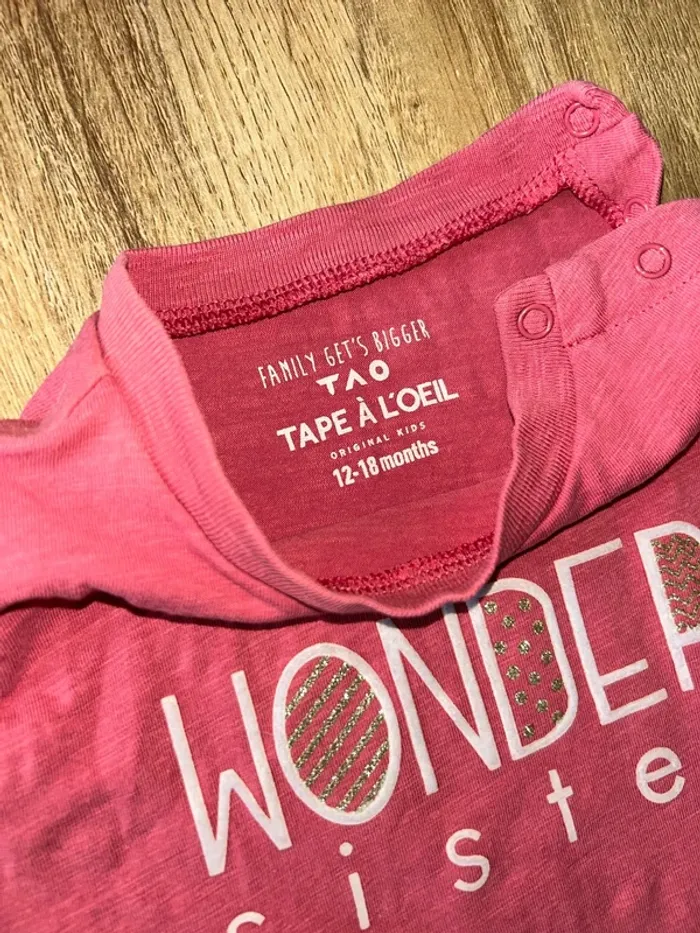 FAMILY GET'S BIGGER
TAO
TAPE À L'OEIL
ORIGINAL KIDS
12-18 months
WONDER
siste